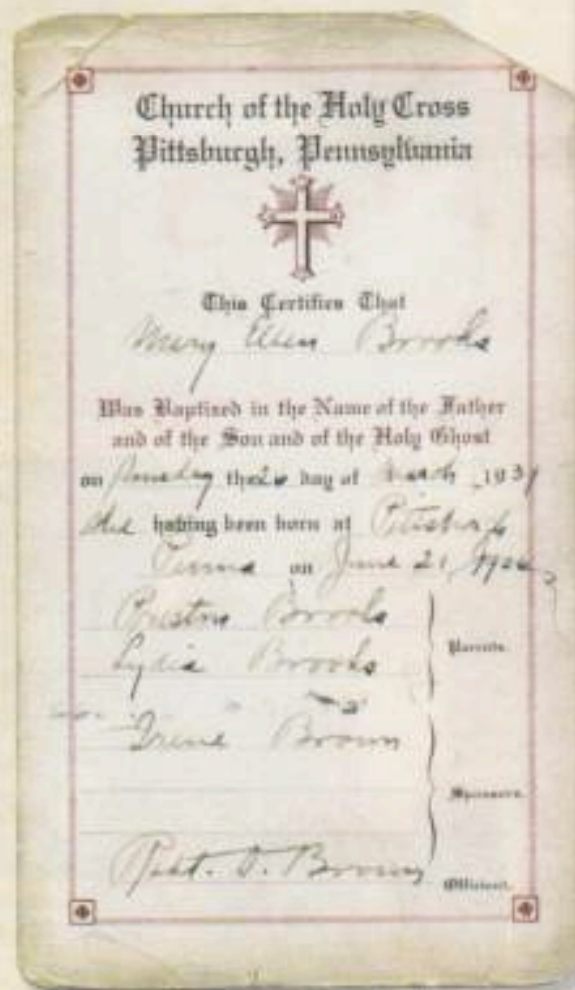 Church of the Holy Cross
Pittsburgh, Pennsylvania
This Certifies That
Mary Ellen Brooks
Was Baptized in the Name of the Father
and of the Son and of the Holy Ghost
on the day of March, 193
She having been born at Pittsburgh
Penna on June 21,
Preston Brooks
Lydia Brooks
Parents.
Irene Brown
Sponsors.
Robt. O. Brown
Officiant.